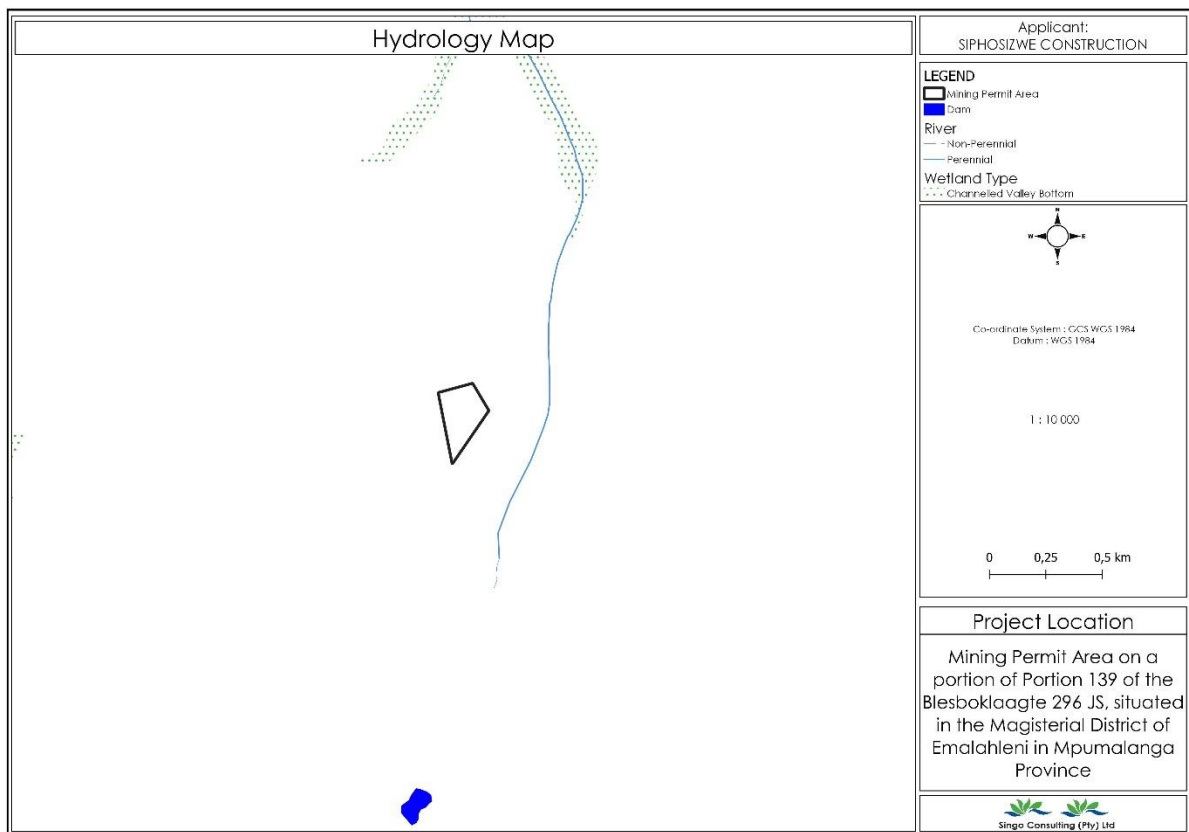 Hydrology Map
Applicant:
SIPHOSIZWE CONSTRUCTION
LEGEND
Mining Permit Area
Dam
River
Non-Perennial
Perennial
Wetland Type
Channelled Valley Bottom
N
W E
S
Co-ordinate System : GCS WGS 1984
Datum : WGS 1984
1 : 10 000
0 0,25 0,5 km
Project Location
Mining Permit Area on a
portion of Portion 139 of the
Blesboklaagte 296 JS, situated
in the Magisterial District of
Emalahleni in Mpumalanga
Province
Singo Consulting (Pty) Ltd